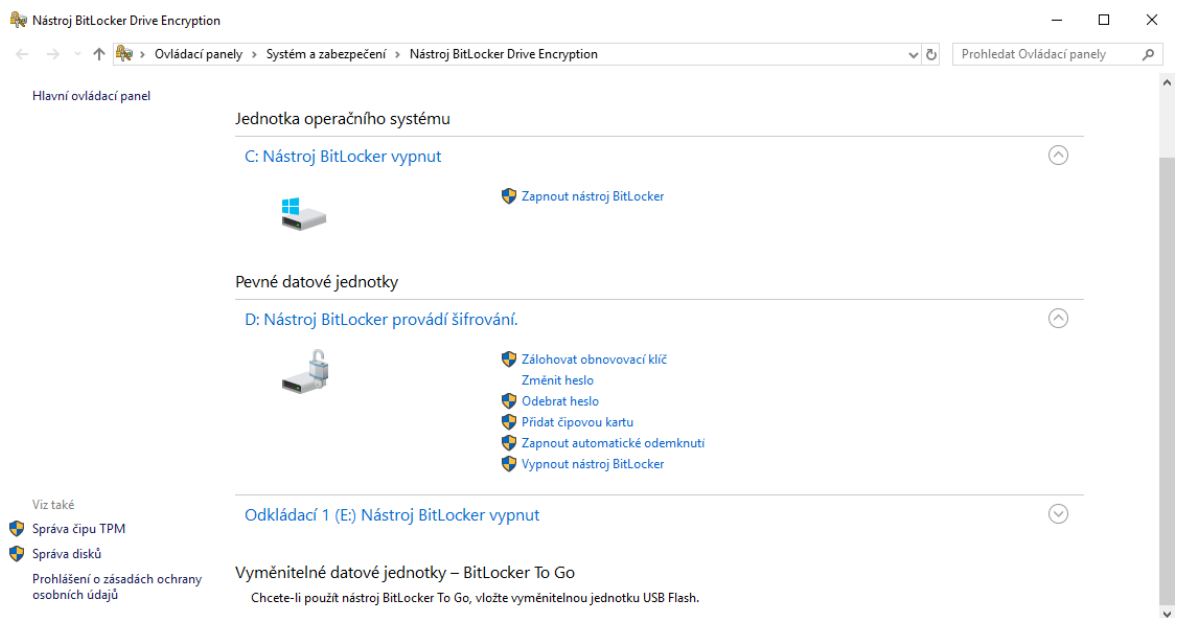 Nástroj BitLocker Drive Encryption
Ovládací panely › Systém a zabezpečení › Nástroj BitLocker Drive Encryption
Prohledat Ovládací panely
Hlavní ovládací panel
Jednotka operačního systému
C: Nástroj BitLocker vypnut
Zapnout nástroj BitLocker
Pevné datové jednotky
D: Nástroj BitLocker provádí šifrování.
Zálohovat obnovovací klíč
Změnit heslo
Odebrat heslo
Přidat čipovou kartu
Zapnout automatické odemknutí
Vypnout nástroj BitLocker
Odkládací 1 (E:) Nástroj BitLocker vypnut
Vyměnitelné datové jednotky – BitLocker To Go
Chcete-li použít nástroj BitLocker To Go, vložte vyměnitelnou jednotku USB Flash.
Viz také
Správa čipu TPM
Správa disků
Prohlášení o zásadách ochrany
osobních údajů